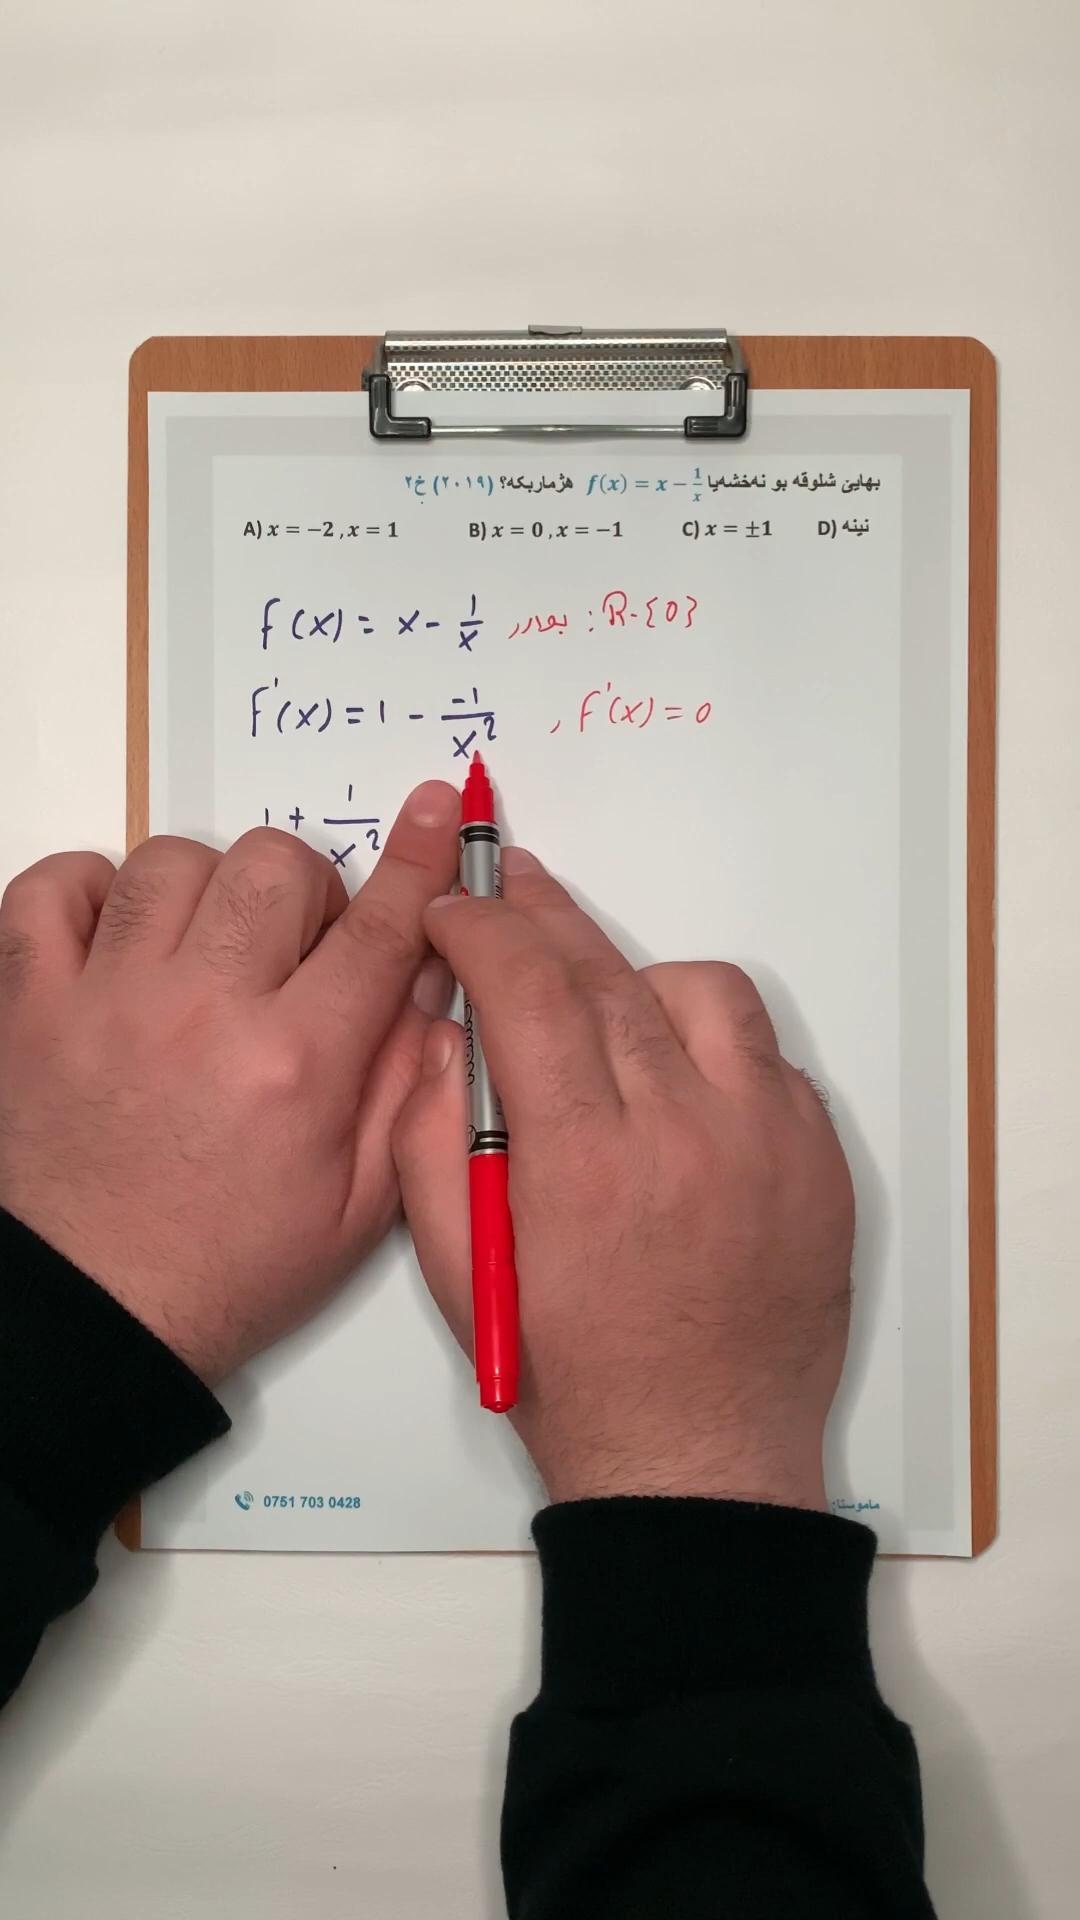 بهایێ شلوقە بو نەخشەیا f(x) = x − 1/x هژماربکە؟ (٢٠١٩) خ٢
A) x = −2 , x = 1 B) x = 0 , x = −1 C) x = ±1 D) نینە
f(x) = x − 1/x بوار : R-{0}
f'(x) = 1 − −1/x² , f'(x) = 0
1 + 1/x²
0751 703 0428 ماموستا: